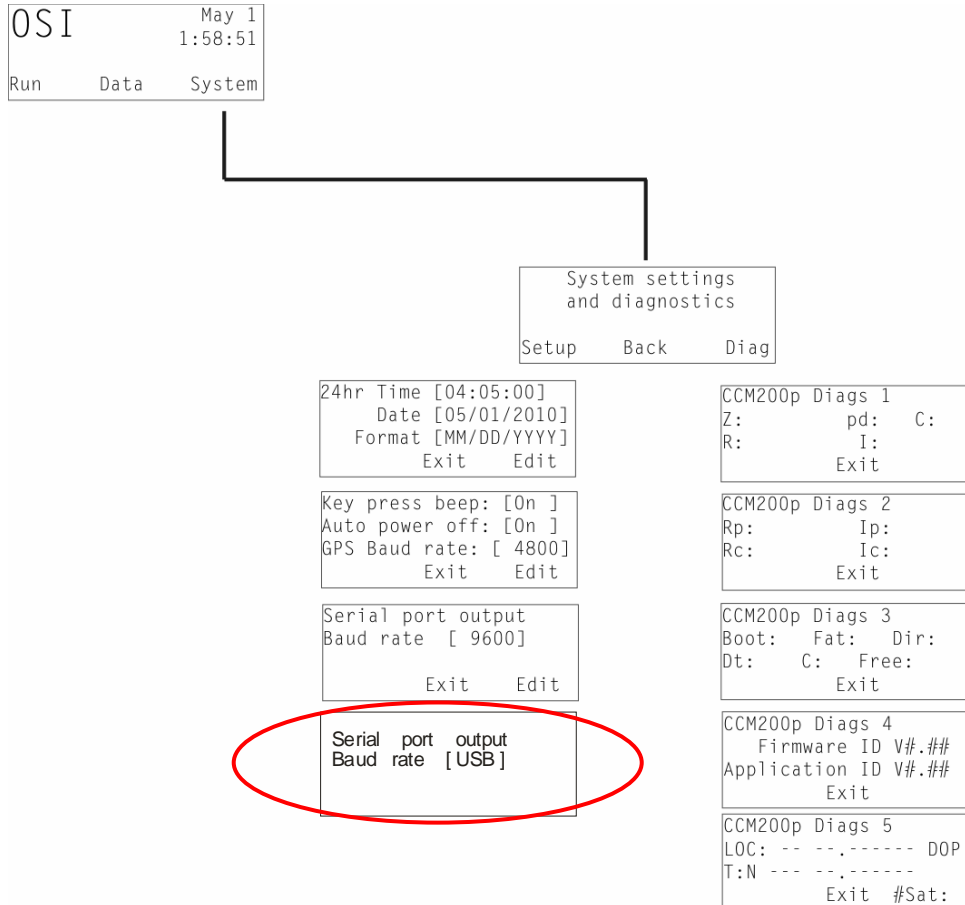 OSI May 1
1:58:51
Run Data System
System settings
and diagnostics
Setup Back Diag
24hr Time [04:05:00]
Date [05/01/2010]
Format [MM/DD/YYYY]
Exit Edit
Key press beep: [On ]
Auto power off: [On ]
GPS Baud rate: [ 4800]
Exit Edit
Serial port output
Baud rate [ 9600]
Exit Edit
Serial port output
Baud rate [USB]
CCM200p Diags 1
Z: pd: C:
R: I:
Exit
CCM200p Diags 2
Rp: Ip:
Rc: Ic:
Exit
CCM200p Diags 3
Boot: Fat: Dir:
Dt: C: Free:
Exit
CCM200p Diags 4
Firmware ID V#.##
Application ID V#.##
Exit
CCM200p Diags 5
LOC: -- --.------ DOP
T:N --- --.------
Exit #Sat: